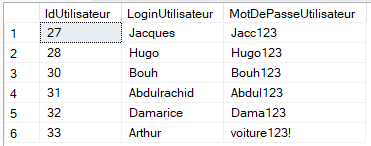 IdUtilisateur LoginUtilisateur MotDePasseUtilisateur
1 27 Jacques Jacc123
2 28 Hugo Hugo123
3 30 Bouh Bouh123
4 31 Abdulrachid Abdul123
5 32 Damarice Dama123
6 33 Arthur voiture123!